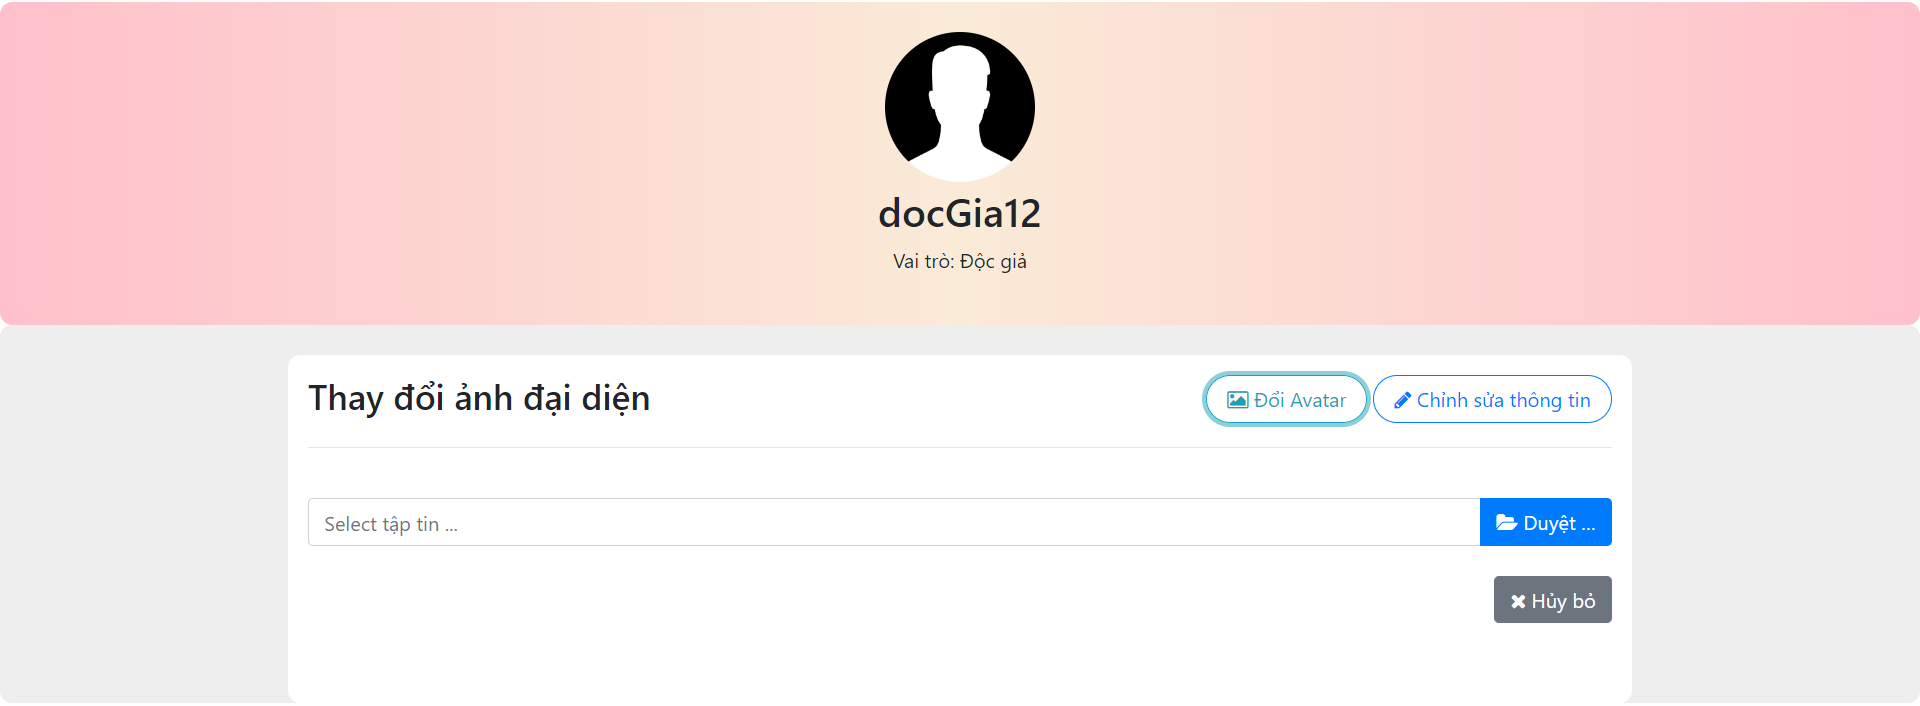 docGia12
Vai trò: Độc giả
Thay đổi ảnh đại diện
Đổi Avatar
Chỉnh sửa thông tin
Select tập tin ...
Duyệt ...
Hủy bỏ